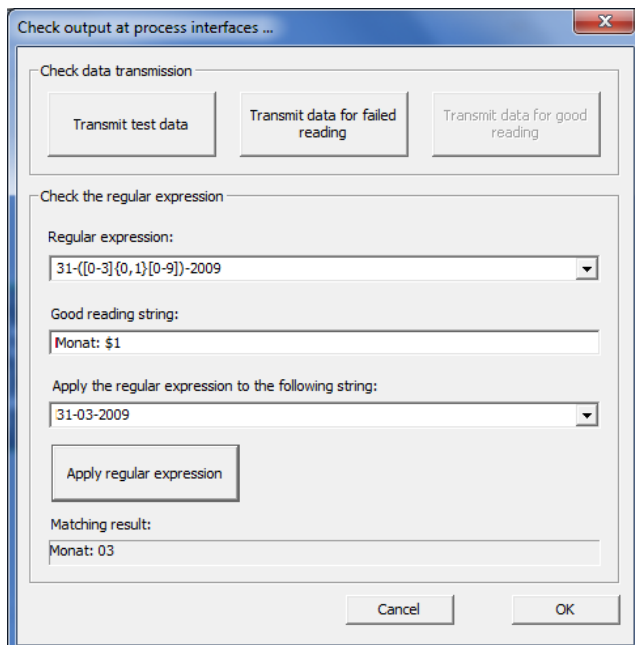 Check output at process interfaces ...
Check data transmission
Transmit test data
Transmit data for failed
reading
Transmit data for good
reading
Check the regular expression
Regular expression:
31-([0-3]{0,1}[0-9])-2009
Good reading string:
Monat: $1
Apply the regular expression to the following string:
31-03-2009
Apply regular expression
Matching result:
Monat: 03
Cancel
OK